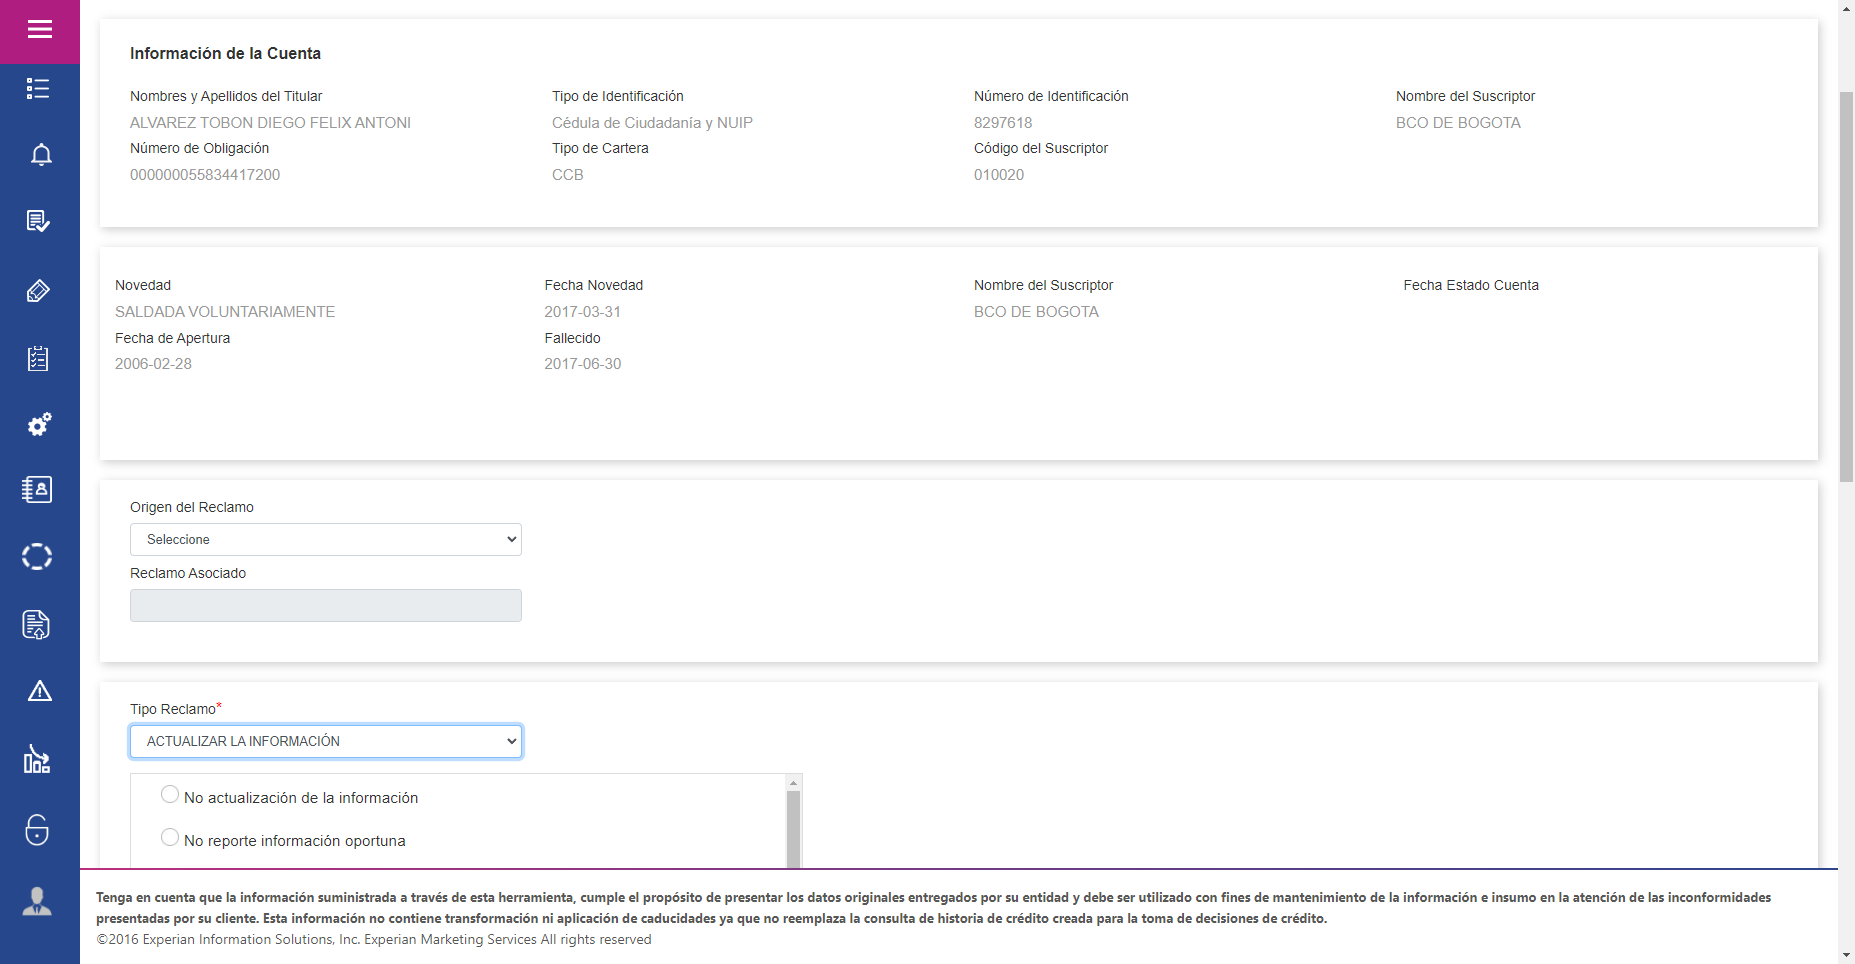 Información de la Cuenta
Nombres y Apellidos del Titular Tipo de Identificación Número de Identificación Nombre del Suscriptor
ALVAREZ TOBON DIEGO FELIX ANTONI Cédula de Ciudadanía y NUIP 8297618 BCO DE BOGOTA
Número de Obligación Tipo de Cartera Código del Suscriptor
000000055834417200 CCB 010020
Novedad Fecha Novedad Nombre del Suscriptor Fecha Estado Cuenta
SALDADA VOLUNTARIAMENTE 2017-03-31 BCO DE BOGOTA
Fecha de Apertura Fallecido
2006-02-28 2017-06-30
Origen del Reclamo
Seleccione
Reclamo Asociado
Tipo Reclamo*
ACTUALIZAR LA INFORMACIÓN
No actualización de la información
No reporte información oportuna
Tenga en cuenta que la información suministrada a través de esta herramienta, cumple el propósito de presentar los datos originales entregados por su entidad y debe ser utilizado con fines de mantenimiento de la información e insumo en la atención de las inconformidades
presentadas por su cliente. Esta información no contiene transformación ni aplicación de caducidades ya que no reemplaza la consulta de historia de crédito creada para la toma de decisiones de crédito.
©2016 Experian Information Solutions, Inc. Experian Marketing Services All rights reserved